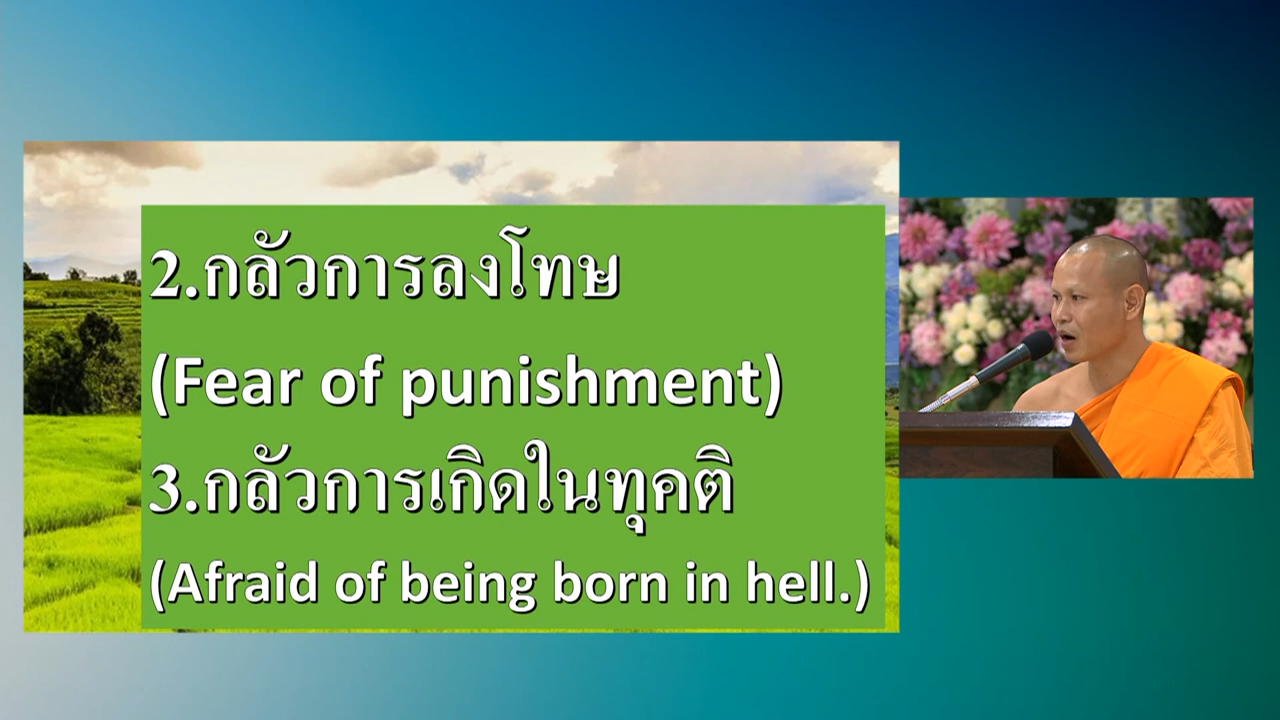 2.กลัวการลงโทษ
(Fear of punishment)
3.กลัวการเกิดในทุคติ
(Afraid of being born in hell.)